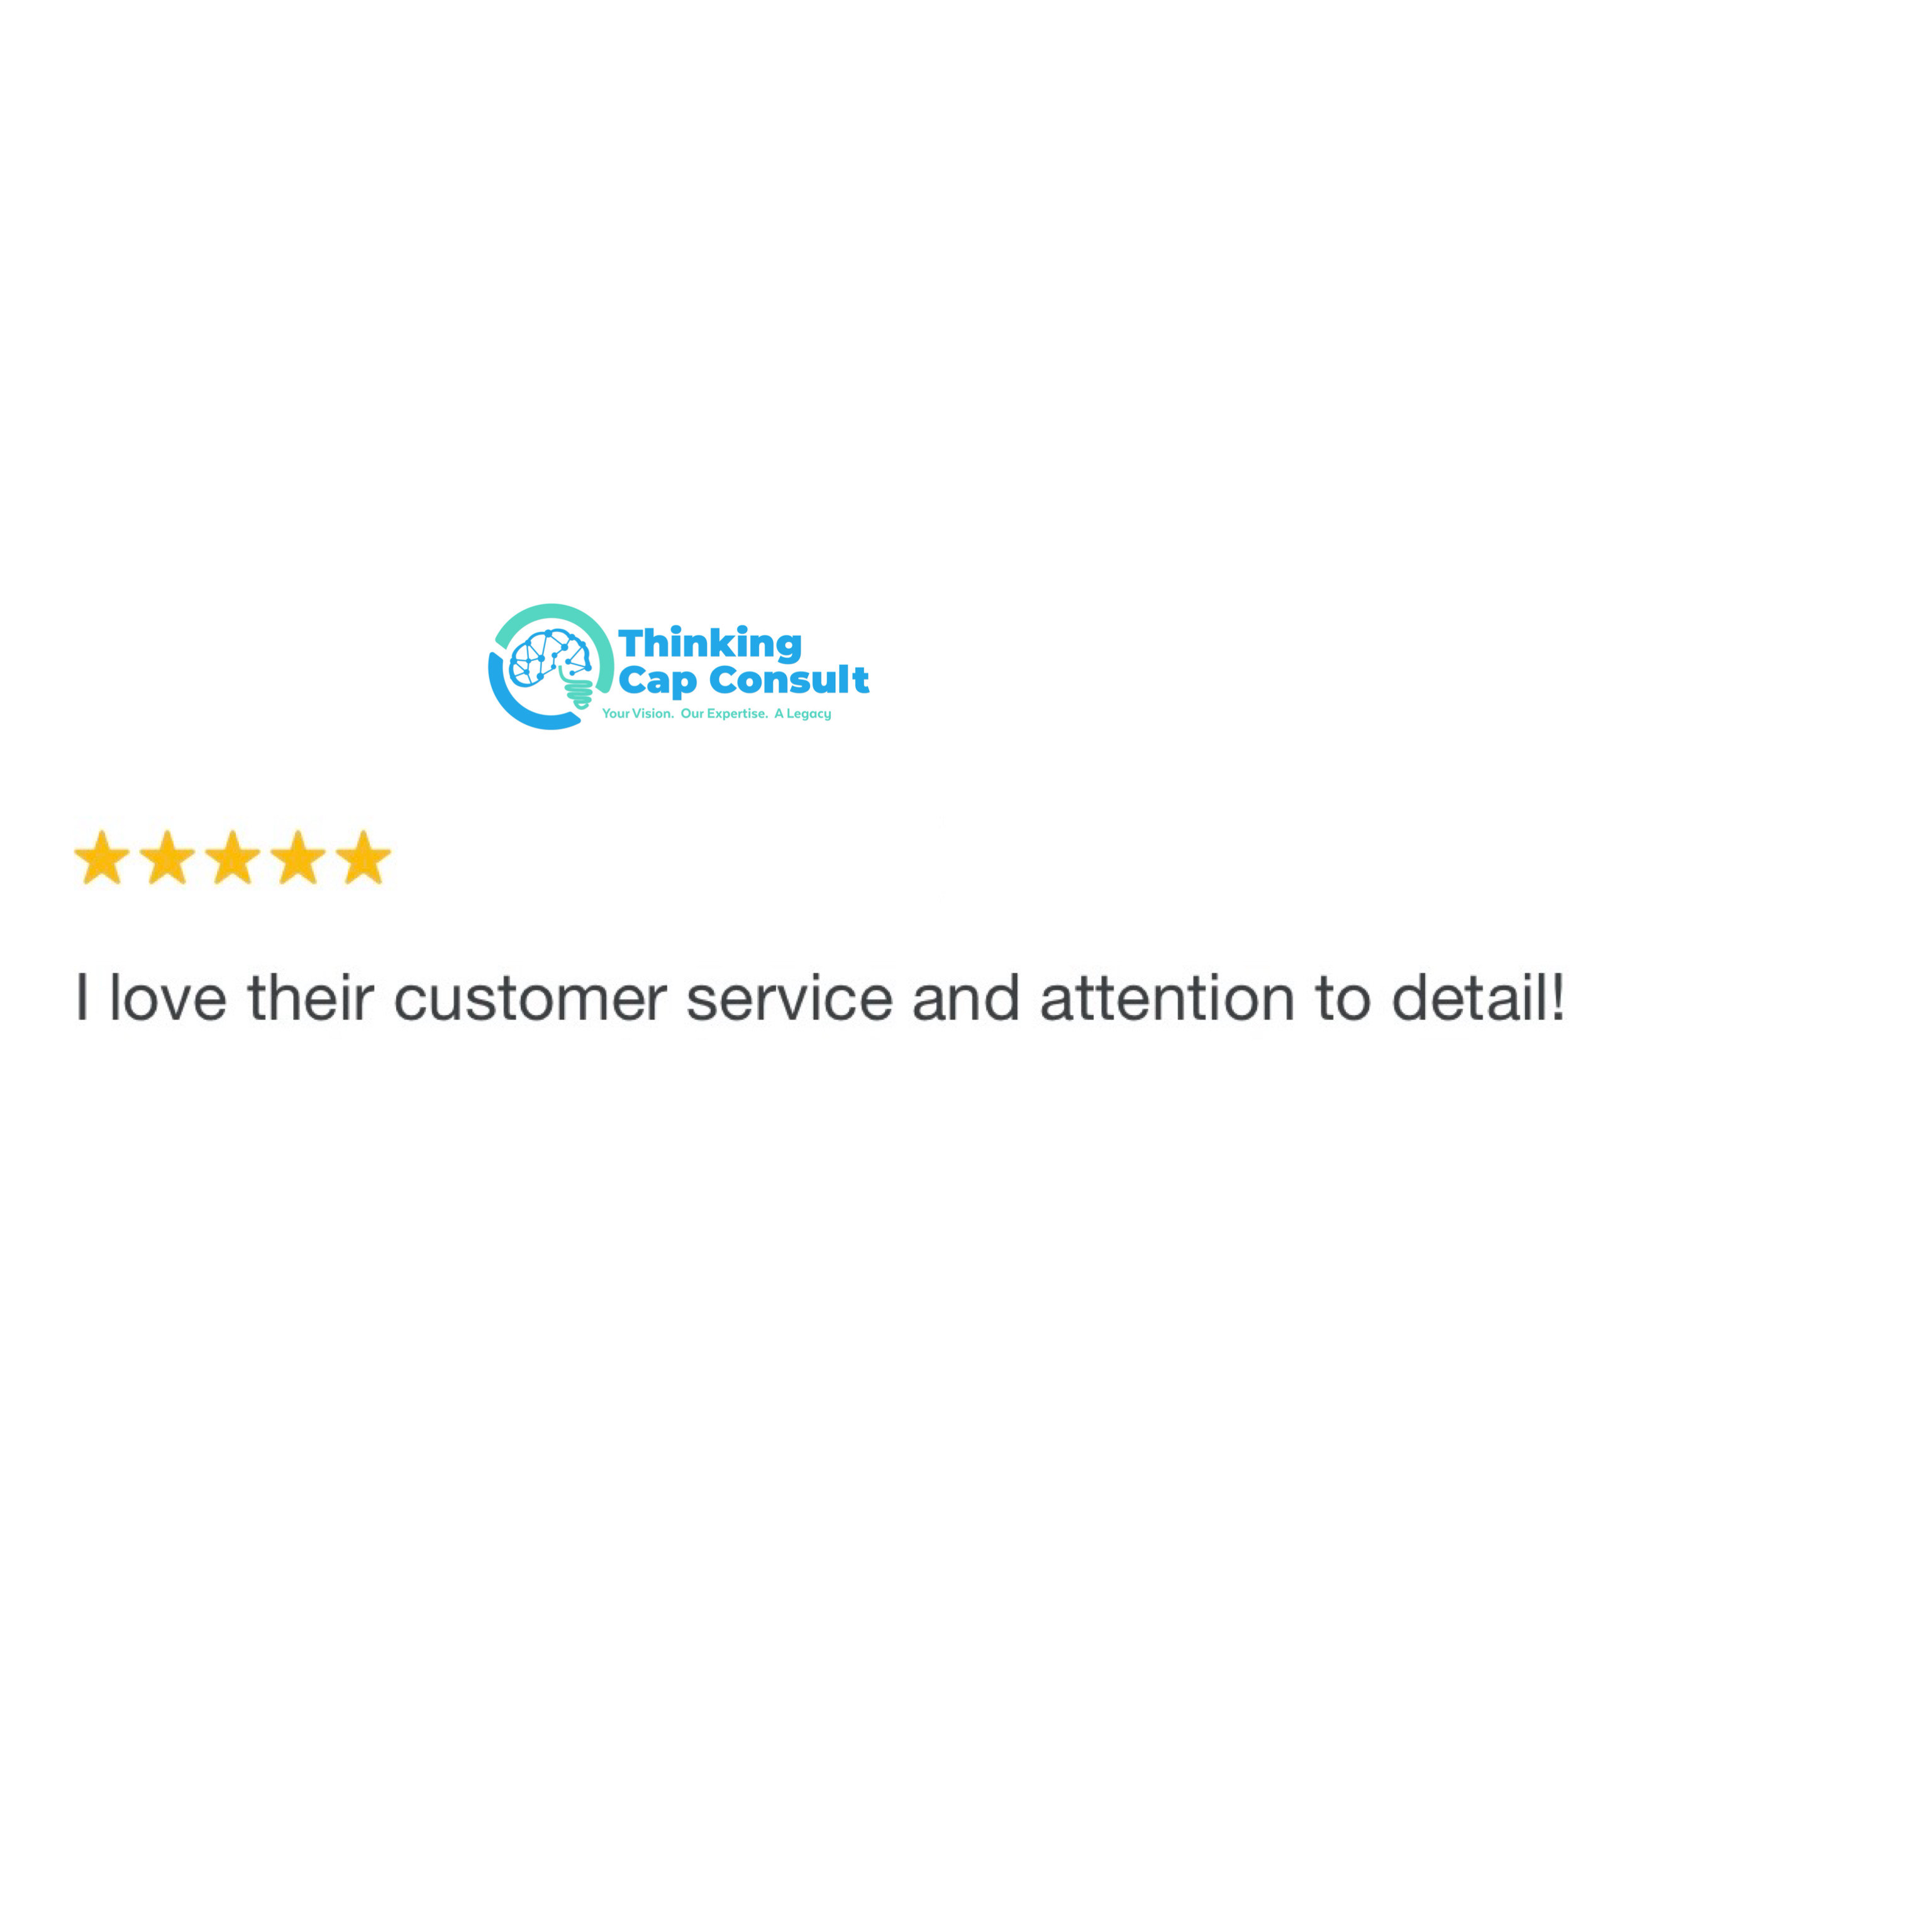 Thinking
Cap Consult
Your Vision. Our Expertise. A Legacy
I love their customer service and attention to detail!